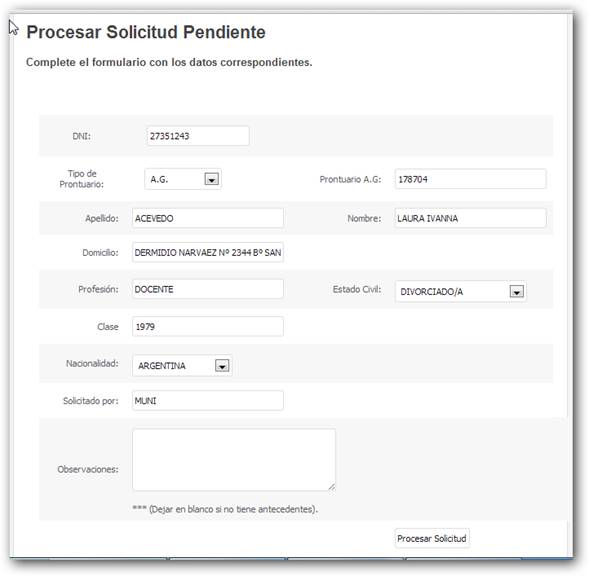 Procesar Solicitud Pendiente
Complete el formulario con los datos correspondientes.
DNI: 27351243
Tipo de Prontuario: A.G. Prontuario A.G: 178704
Apellido: ACEVEDO Nombre: LAURA IVANNA
Domicilio: DERMIDIO NARVAEZ Nº 2344 Bº SAN
Profesión: DOCENTE Estado Civil: DIVORCIADO/A
Clase 1979
Nacionalidad: ARGENTINA
Solicitado por: MUNI
Observaciones:
*** (Dejar en blanco si no tiene antecedentes).
Procesar Solicitud